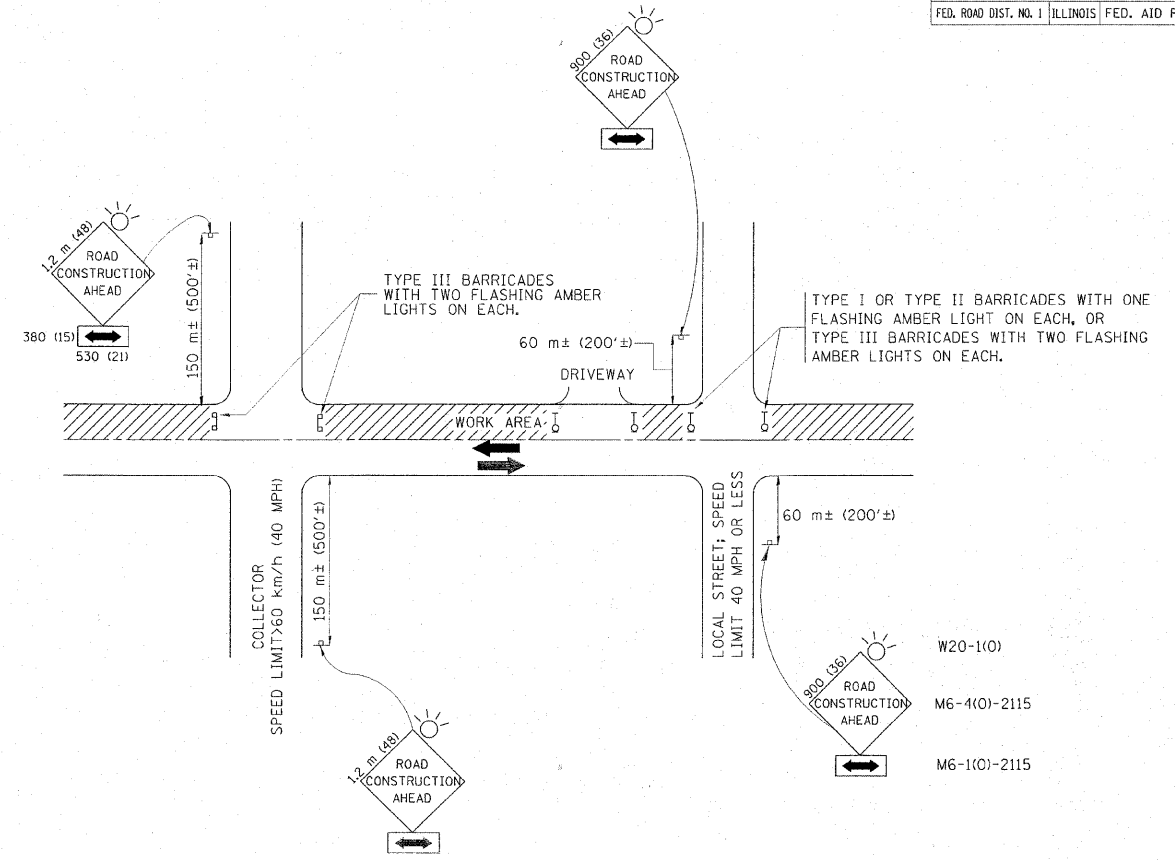 FED. ROAD DIST. NO. 1 ILLINOIS FED. AID
900 (36)
ROAD
CONSTRUCTION
AHEAD
1.2 m (48)
ROAD
CONSTRUCTION
AHEAD
380 (15)
530 (21)
150 m± (500'±)
TYPE III BARRICADES
WITH TWO FLASHING AMBER
LIGHTS ON EACH.
60 m± (200'±)
DRIVEWAY
TYPE I OR TYPE II BARRICADES WITH ONE
FLASHING AMBER LIGHT ON EACH, OR
TYPE III BARRICADES WITH TWO FLASHING
AMBER LIGHTS ON EACH.
WORK AREA
COLLECTOR
SPEED LIMIT>60 km/h (40 MPH)
150 m± (500'±)
LOCAL STREET; SPEED
LIMIT 40 MPH OR LESS
60 m± (200'±)
1.2 m (48)
ROAD
CONSTRUCTION
AHEAD
900 (36)
ROAD
CONSTRUCTION
AHEAD
W20-1(O)
M6-4(O)-2115
M6-1(O)-2115